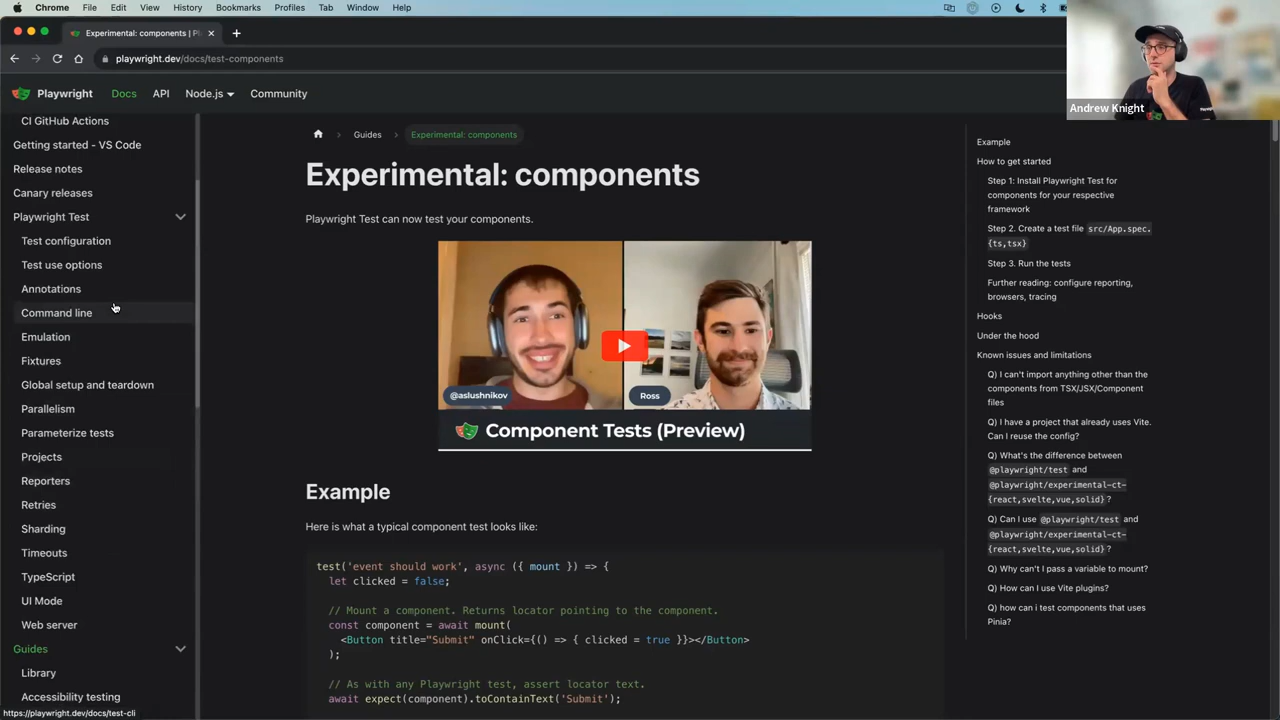 Chrome File Edit View History Bookmarks Profiles Tab Window Help
Experimental: components | Pl
playwright.dev/docs/test-components
Andrew Knight
Playwright Docs API Node.js Community
CI GitHub Actions
Getting started - VS Code
Release notes
Canary releases
Playwright Test
Test configuration
Test use options
Annotations
Command line
Emulation
Fixtures
Global setup and teardown
Parallelism
Parameterize tests
Projects
Reporters
Retries
Sharding
Timeouts
TypeScript
UI Mode
Web server
Guides
Library
Accessibility testing
https://playwright.dev/docs/test-cli
Guides Experimental: components
Experimental: components
Playwright Test can now test your components.
@aslushnikov
Ross
Component Tests (Preview)
Example
Here is what a typical component test looks like:
test('event should work', async ({ mount }) => {
let clicked = false;
// Mount a component. Returns locator pointing to the component.
const component = await mount(
<Button title="Submit" onClick={() => { clicked = true }}></Button>
);
// As with any Playwright test, assert locator text.
await expect(component).toContainText('Submit');
Example
How to get started
Step 1: Install Playwright Test for
components for your respective
framework
Step 2. Create a test file src/App.spec.
{ts,tsx}
Step 3. Run the tests
Further reading: configure reporting,
browsers, tracing
Hooks
Under the hood
Known issues and limitations
Q) I can't import anything other than the
components from TSX/JSX/Component
files
Q) I have a project that already uses Vite.
Can I reuse the config?
Q) What's the difference between
@playwright/test and
@playwright/experimental-ct-
{react,svelte,vue,solid} ?
Q) Can I use @playwright/test and
@playwright/experimental-ct-
{react,svelte,vue,solid} ?
Q) Why can't I pass a variable to mount?
Q) How can I use Vite plugins?
Q) how can i test components that uses
Pinia?